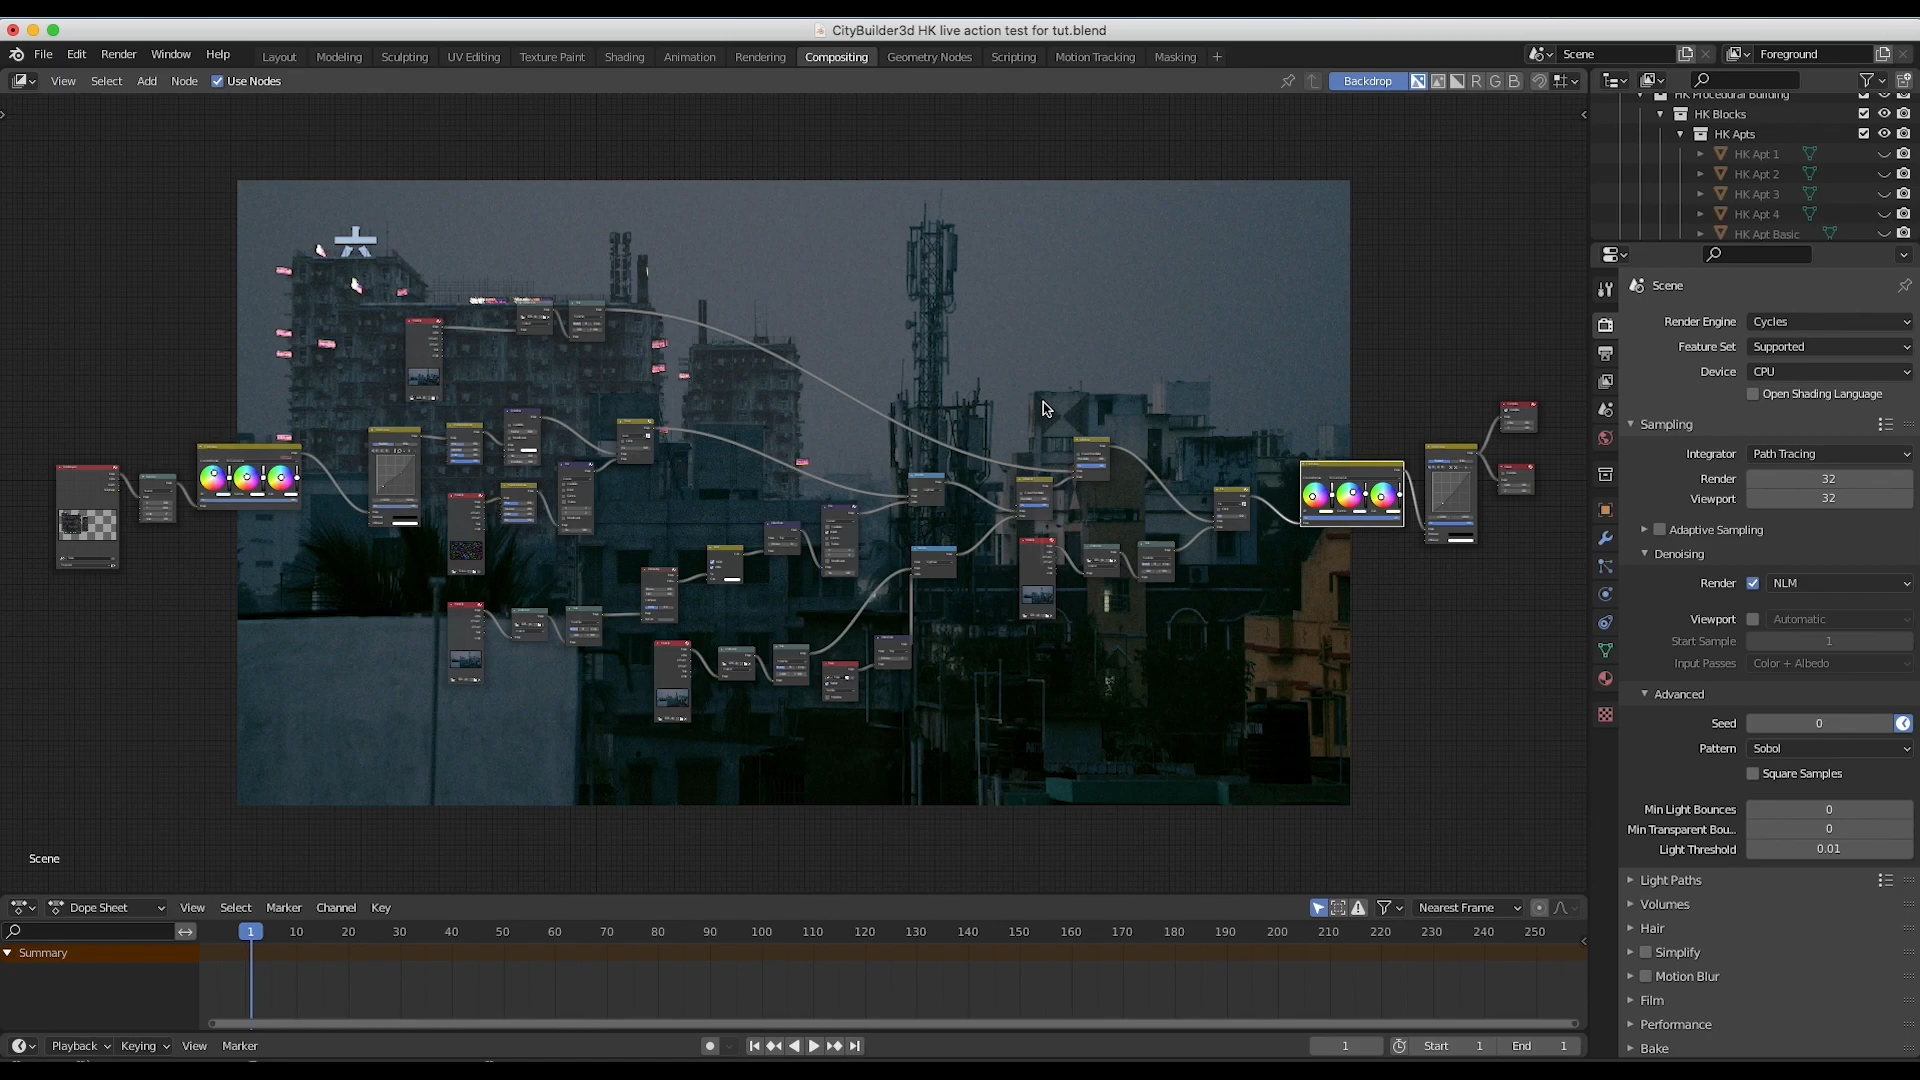 CityBuilder3d HK live action test for tut.blend
File Edit Render Window Help
Layout Modeling Sculpting UV Editing Texture Paint Shading Animation Rendering Compositing Geometry Nodes Scripting Motion Tracking Masking +
Scene
Foreground
View Select Add Node Use Nodes
Backdrop
R G B
HK Procedural Building
HK Blocks
HK Apts
HK Apt 1
HK Apt 2
HK Apt 3
HK Apt 4
HK Apt Basic
Scene
Render Engine Cycles
Feature Set Supported
Device CPU
Open Shading Language
Sampling
Integrator Path Tracing
Render 32
Viewport 32
Adaptive Sampling
Denoising
Render NLM
Viewport Automatic
Start Sample 1
Input Passes Color + Albedo
Advanced
Seed 0
Pattern Sobol
Square Samples
Min Light Bounces 0
Min Transparent Bou... 0
Light Threshold 0.01
Light Paths
Volumes
Hair
Simplify
Motion Blur
Film
Performance
Bake
Scene
Dope Sheet View Select Marker Channel Key
Nearest Frame
1 10 20 30 40 50 60 70 80 90 100 110 120 130 140 150 160 170 180 190 200 210 220 230 240 250
Summary
Playback Keying View Marker
1 Start 1 End 1